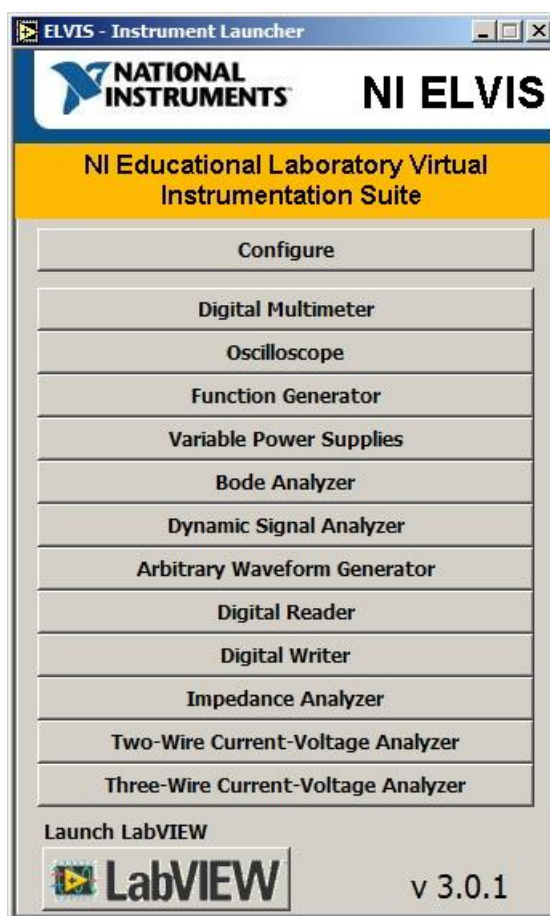 ELVIS - Instrument Launcher
NATIONAL
INSTRUMENTS
NI ELVIS
NI Educational Laboratory Virtual
Instrumentation Suite
Configure
Digital Multimeter
Oscilloscope
Function Generator
Variable Power Supplies
Bode Analyzer
Dynamic Signal Analyzer
Arbitrary Waveform Generator
Digital Reader
Digital Writer
Impedance Analyzer
Two-Wire Current-Voltage Analyzer
Three-Wire Current-Voltage Analyzer
Launch LabVIEW
LabVIEW
v 3.0.1